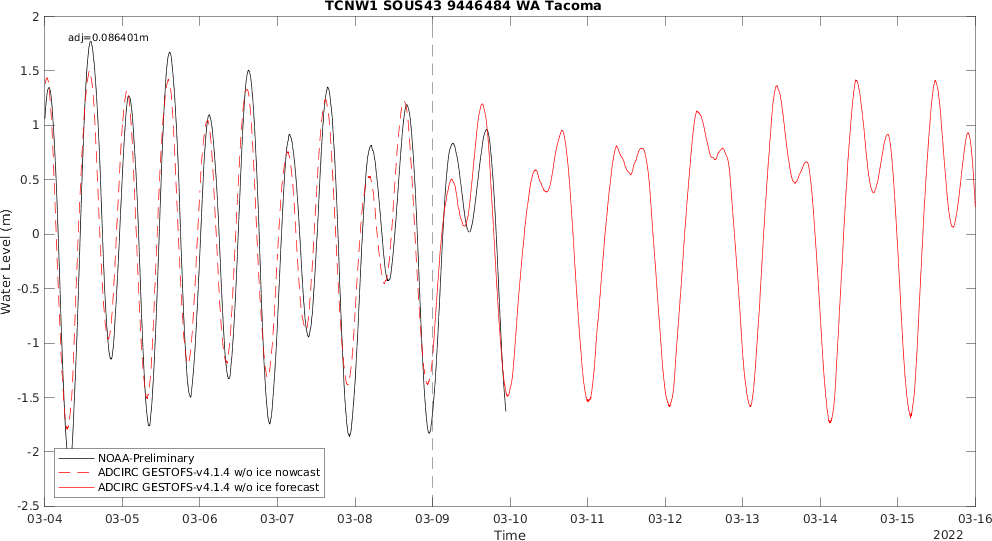 TCNW1 SOUS43 9446484 WA Tacoma
adj=0.086401m
2
1.5
1
0.5
0
-0.5
-1
-1.5
-2
-2.5
Water Level (m)
NOAA-Preliminary
ADCIRC GESTOFS-v4.1.4 w/o ice nowcast
ADCIRC GESTOFS-v4.1.4 w/o ice forecast
03-04 03-05 03-06 03-07 03-08 03-09 03-10 03-11 03-12 03-13 03-14 03-15 03-16
Time
2022